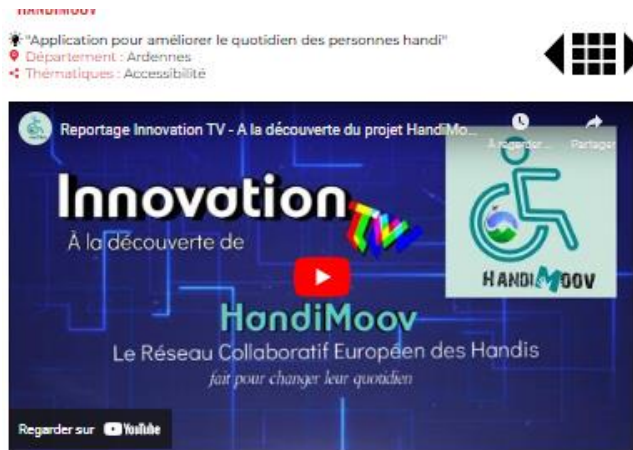 HANDIMOOV
"Application pour améliorer le quotidien des personnes handi"
Département : Ardennes
Thématiques : Accessibilité
Reportage Innovation TV - A la découverte du projet HandiMo...
À regarder...
Partager
Innovation TV
À la découverte de
HANDIMOOV
HandiMoov
Le Réseau Collaboratif Européen des Handis
fait pour changer leur quotidien
Regarder sur YouTube